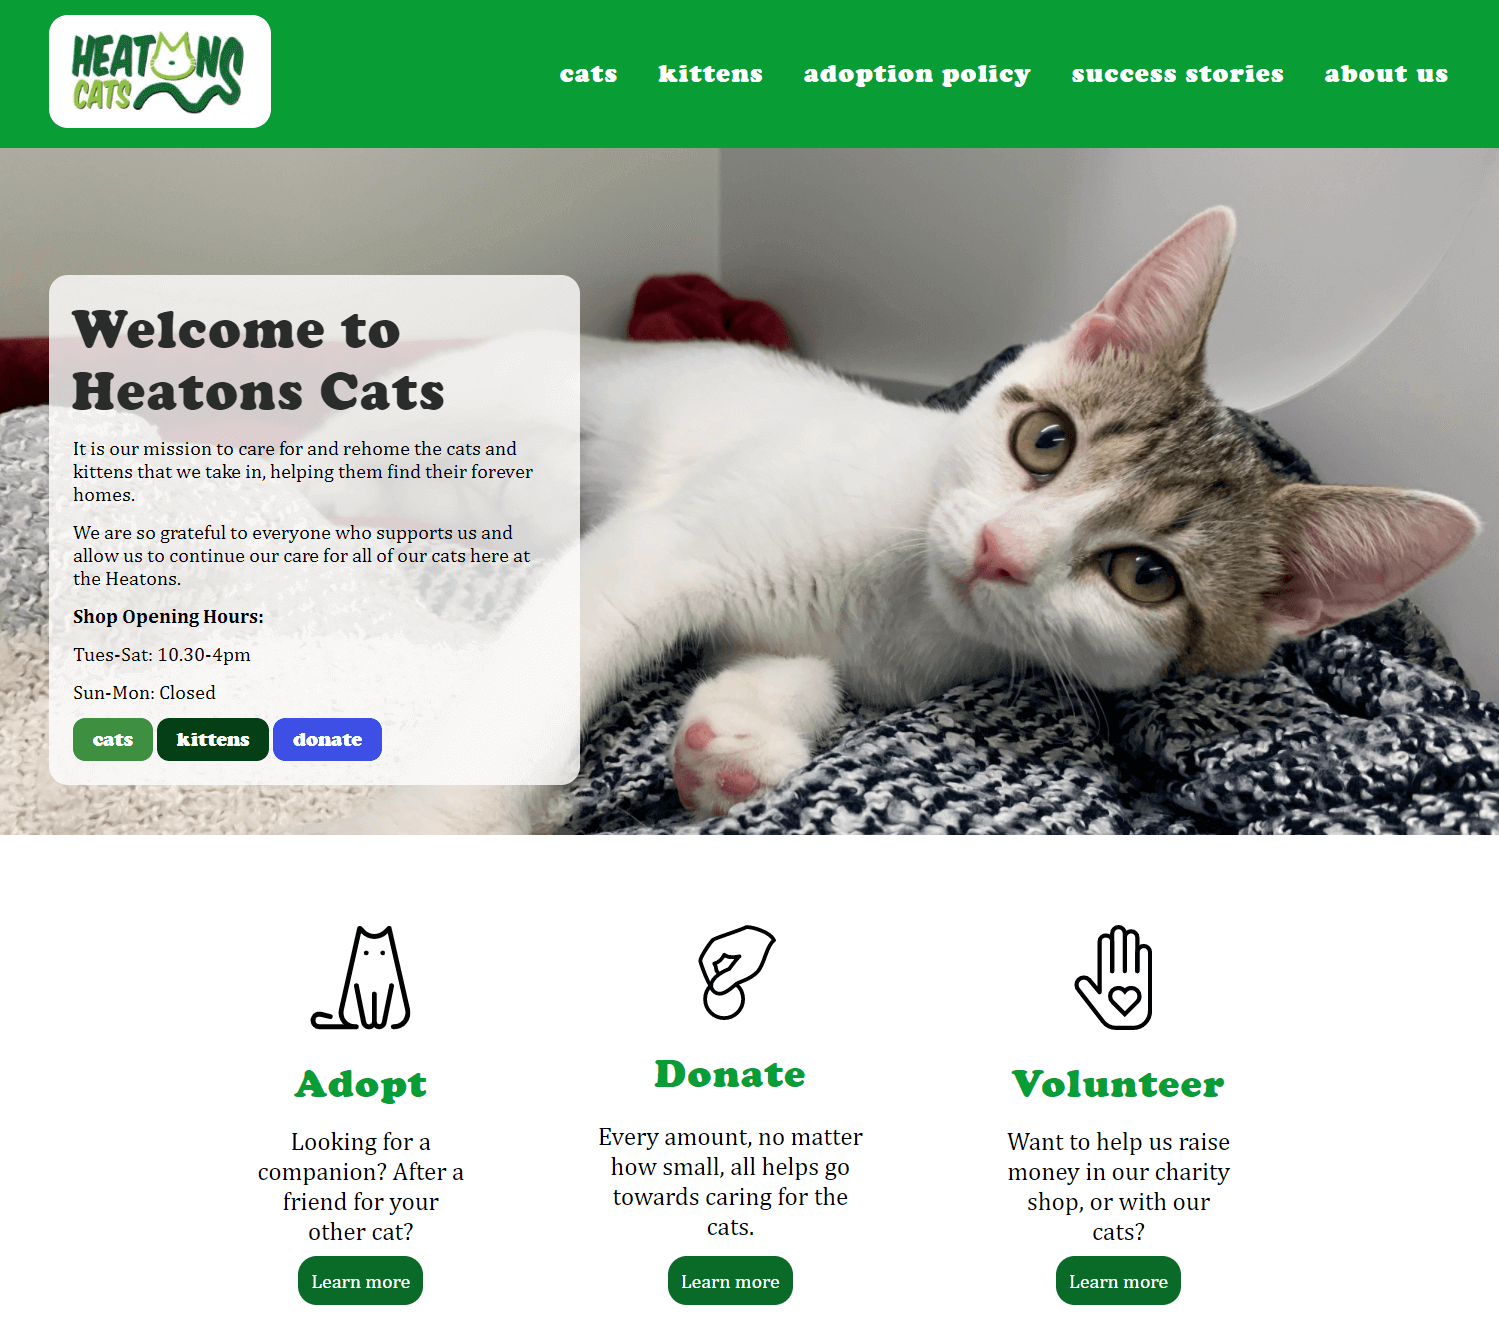 HEATONS
CATS
cats kittens adoption policy success stories about us
Welcome to
Heatons Cats
It is our mission to care for and rehome the cats and
kittens that we take in, helping them find their forever
homes.
We are so grateful to everyone who supports us and
allow us to continue our care for all of our cats here at
the Heatons.
Shop Opening Hours:
Tues-Sat: 10.30-4pm
Sun-Mon: Closed
cats kittens donate
Adopt
Looking for a
companion? After a
friend for your
other cat?
Learn more
Donate
Every amount, no matter
how small, all helps go
towards caring for the
cats.
Learn more
Volunteer
Want to help us raise
money in our charity
shop, or with our
cats?
Learn more